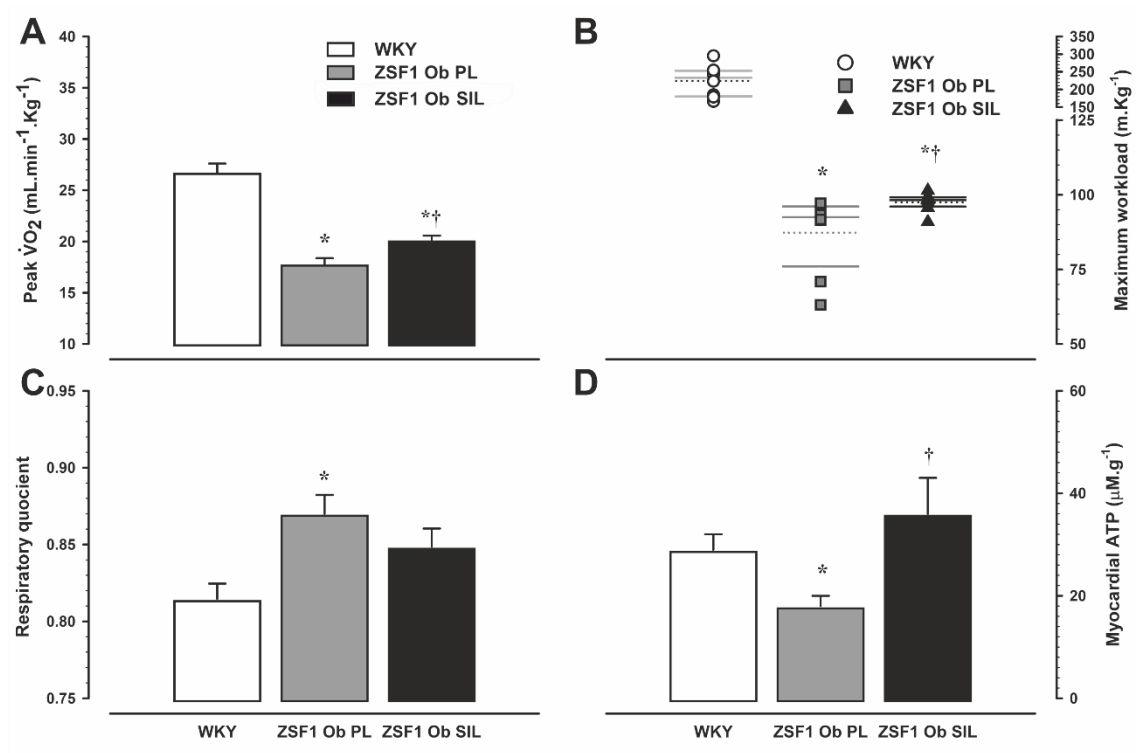 A
Peak V̇O2 (mL.min-1.Kg-1)
40
35
30
25
20
15
10
WKY
ZSF1 Ob PL
ZSF1 Ob SIL
*
*†
B
WKY
ZSF1 Ob PL
ZSF1 Ob SIL
*
*†
350
300
250
200
150
125
100
75
50
Maximum workload (m.Kg-1)
C
Respiratory quocient
0.95
0.90
0.85
0.80
0.75
*
WKY
ZSF1 Ob PL
ZSF1 Ob SIL
D
*
†
60
40
20
0
Myocardial ATP (μM.g-1)
WKY
ZSF1 Ob PL
ZSF1 Ob SIL